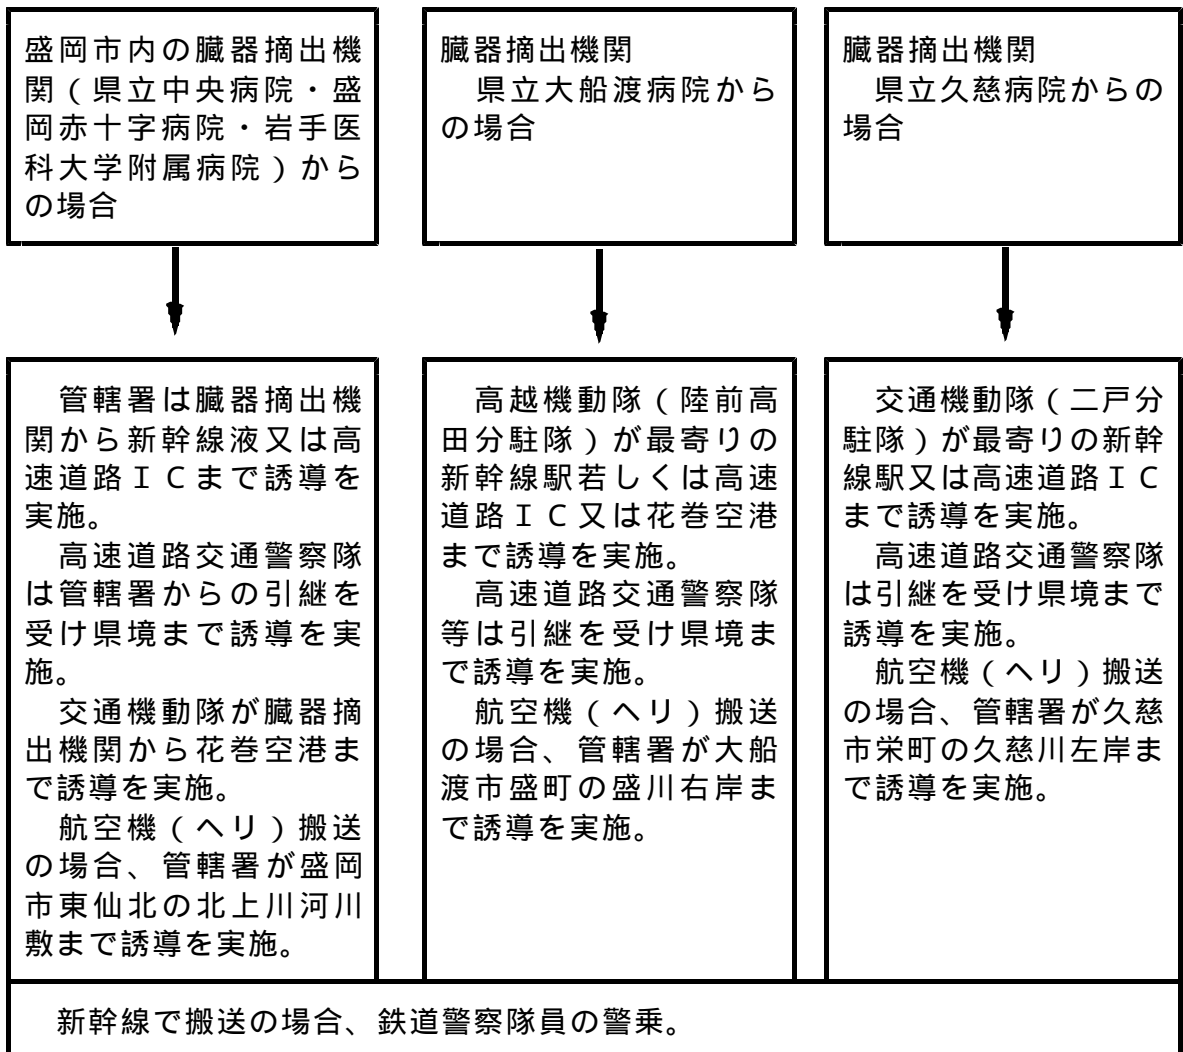 盛岡市内の臓器摘出機
関（県立中央病院・盛
岡赤十字病院・岩手医
科大学附属病院）から
の場合
臓器摘出機関
　県立大船渡病院から
の場合
臓器摘出機関
　県立久慈病院からの
場合
　管轄署は臓器摘出機
関から新幹線液又は高
速道路ＩＣまで誘導を
実施。
　高速道路交通警察隊
は管轄署からの引継を
受け県境まで誘導を実
施。
　交通機動隊が臓器摘
出機関から花巻空港ま
で誘導を実施。
　航空機（ヘリ）搬送
の場合、管轄署が盛岡
市東仙北の北上川河川
敷まで誘導を実施。
　高越機動隊（陸前高
田分駐隊）が最寄りの
新幹線駅若しくは高速
道路ＩＣ又は花巻空港
まで誘導を実施。
　高速道路交通警察隊
等は引継を受け県境ま
で誘導を実施。
　航空機（ヘリ）搬送
の場合、管轄署が大船
渡市盛町の盛川右岸ま
で誘導を実施。
　交通機動隊（二戸分
駐隊）が最寄りの新幹
線駅又は高速道路ＩＣ
まで誘導を実施。
　高速道路交通警察隊
は引継を受け県境まで
誘導を実施。
　航空機（ヘリ）搬送
の場合、管轄署が久慈
市栄町の久慈川左岸ま
で誘導を実施。
　新幹線で搬送の場合、鉄道警察隊員の警乗。